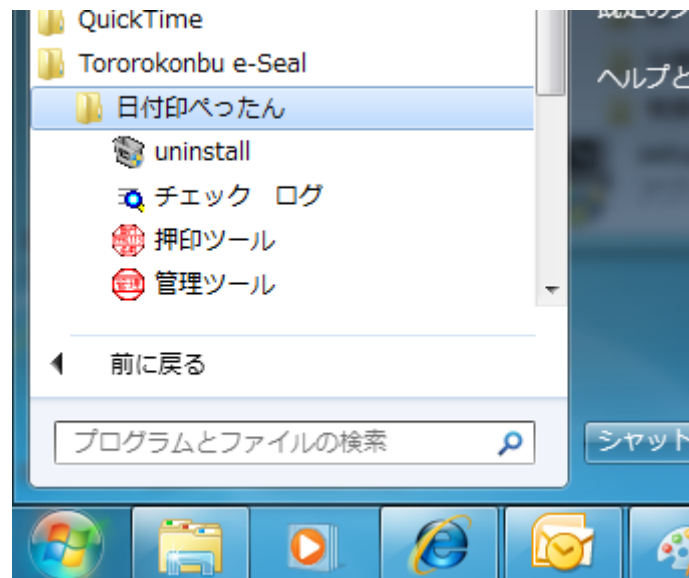 QuickTime
Tororokonbu e-Seal
日付印ぺったん
uninstall
チェック ログ
押印ツール
管理ツール
前に戻る
プログラムとファイルの検索
ヘルプと
シャット